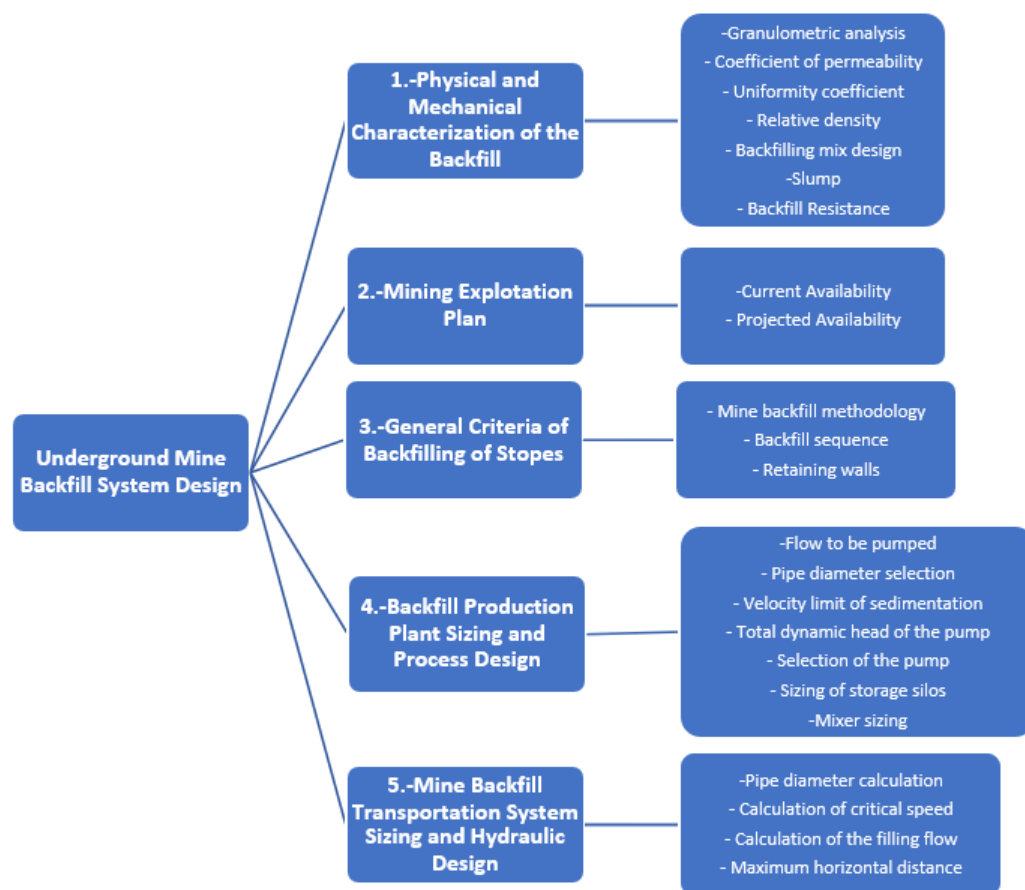 Underground Mine
Backfill System Design
1.-Physical and
Mechanical
Characterization of the
Backfill
-Granulometric analysis
- Coefficient of permeability
- Uniformity coefficient
- Relative density
- Backfilling mix design
-Slump
- Backfill Resistance
2.-Mining Explotation
Plan
-Current Availability
- Projected Availability
3.-General Criteria of
Backfilling of Stopes
- Mine backfill methodology
- Backfill sequence
- Retaining walls
4.-Backfill Production
Plant Sizing and
Process Design
-Flow to be pumped
- Pipe diameter selection
- Velocity limit of sedimentation
- Total dynamic head of the pump
- Selection of the pump
- Sizing of storage silos
-Mixer sizing
5.-Mine Backfill
Transportation System
Sizing and Hydraulic
Design
-Pipe diameter calculation
- Calculation of critical speed
- Calculation of the filling flow
- Maximum horizontal distance